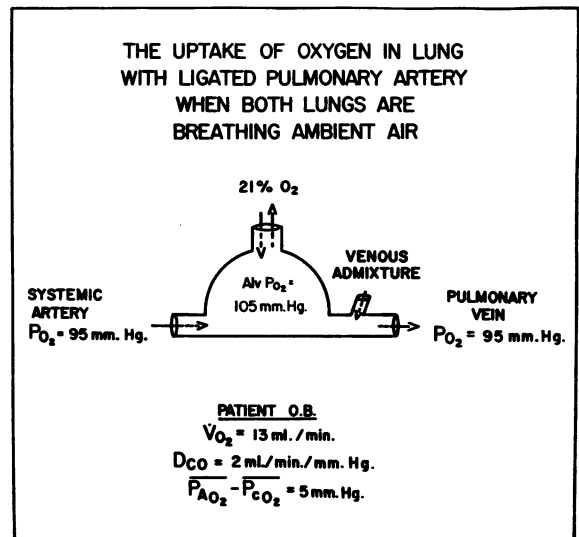 THE UPTAKE OF OXYGEN IN LUNG
WITH LIGATED PULMONARY ARTERY
WHEN BOTH LUNGS ARE
BREATHING AMBIENT AIR
21% O₂
VENOUS
ADMIXTURE
Alv PO₂=
105 mm.Hg.
SYSTEMIC
ARTERY
PO₂ = 95 mm. Hg.
PULMONARY
VEIN
PO₂ = 95 mm. Hg.
PATIENT O.B.
V̇O₂ = 13 ml./min.
DCO = 2 ml./min./mm. Hg.
P̅A̅O̅₂̅ - P̅c̅O̅₂̅ = 5 mm. Hg.